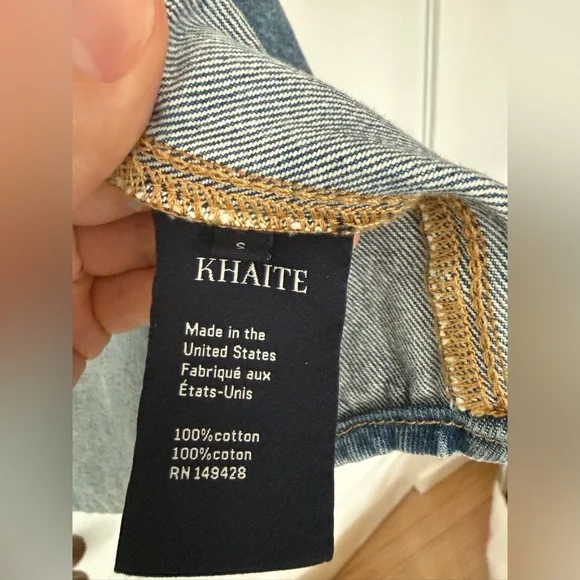 S
KHAITE
Made in the
United States
Fabriqué aux
États-Unis
100%cotton
100%coton
RN 149428